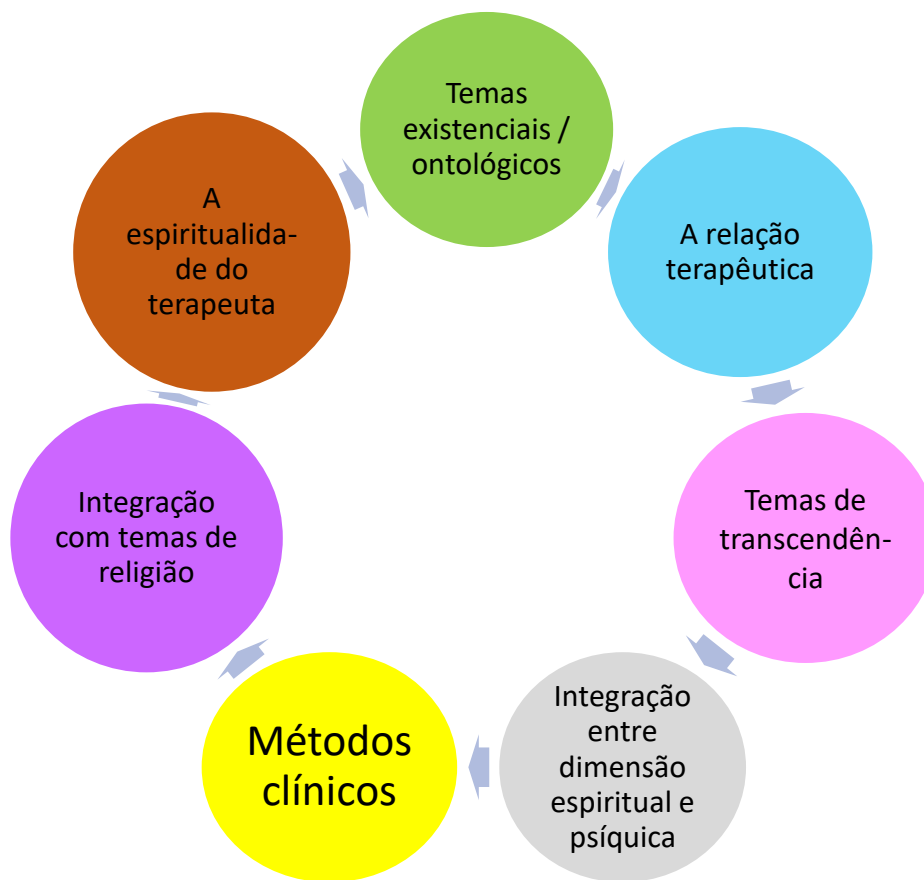 Temas
existenciais /
ontológicos
A relação
terapêutica
Temas de
transcendên-
cia
Integração
entre
dimensão
espiritual e
psíquica
Métodos
clínicos
Integração
com temas de
religião
A
espiritualida-
de do
terapeuta